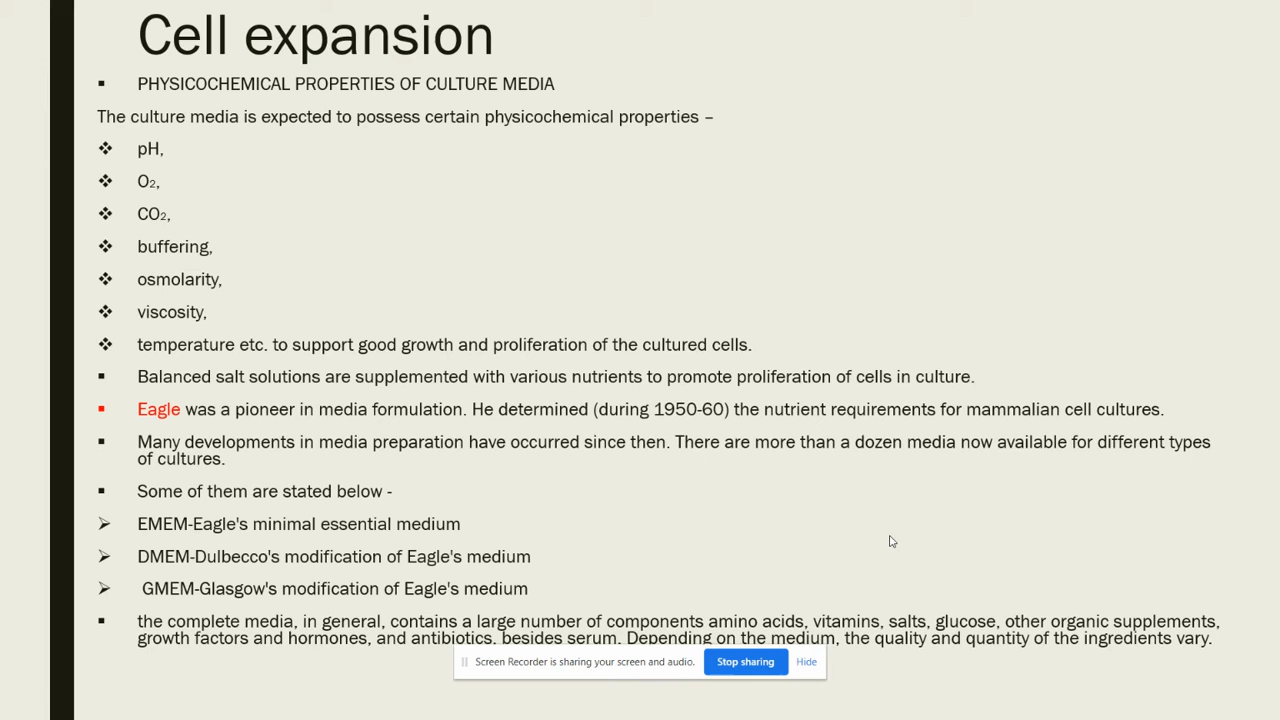 Cell expansion
PHYSICOCHEMICAL PROPERTIES OF CULTURE MEDIA
The culture media is expected to possess certain physicochemical properties –
pH,
O₂,
CO₂,
buffering,
osmolarity,
viscosity,
temperature etc. to support good growth and proliferation of the cultured cells.
Balanced salt solutions are supplemented with various nutrients to promote proliferation of cells in culture.
Eagle was a pioneer in media formulation. He determined (during 1950-60) the nutrient requirements for mammalian cell cultures.
Many developments in media preparation have occurred since then. There are more than a dozen media now available for different types
of cultures.
Some of them are stated below -
EMEM-Eagle's minimal essential medium
DMEM-Dulbecco's modification of Eagle's medium
GMEM-Glasgow's modification of Eagle's medium
the complete media, in general, contains a large number of components amino acids, vitamins, salts, glucose, other organic supplements,
growth factors and hormones, and antibiotics, besides serum. Depending on the medium, the quality and quantity of the ingredients vary.
Screen Recorder is sharing your screen and audio. Stop sharing Hide